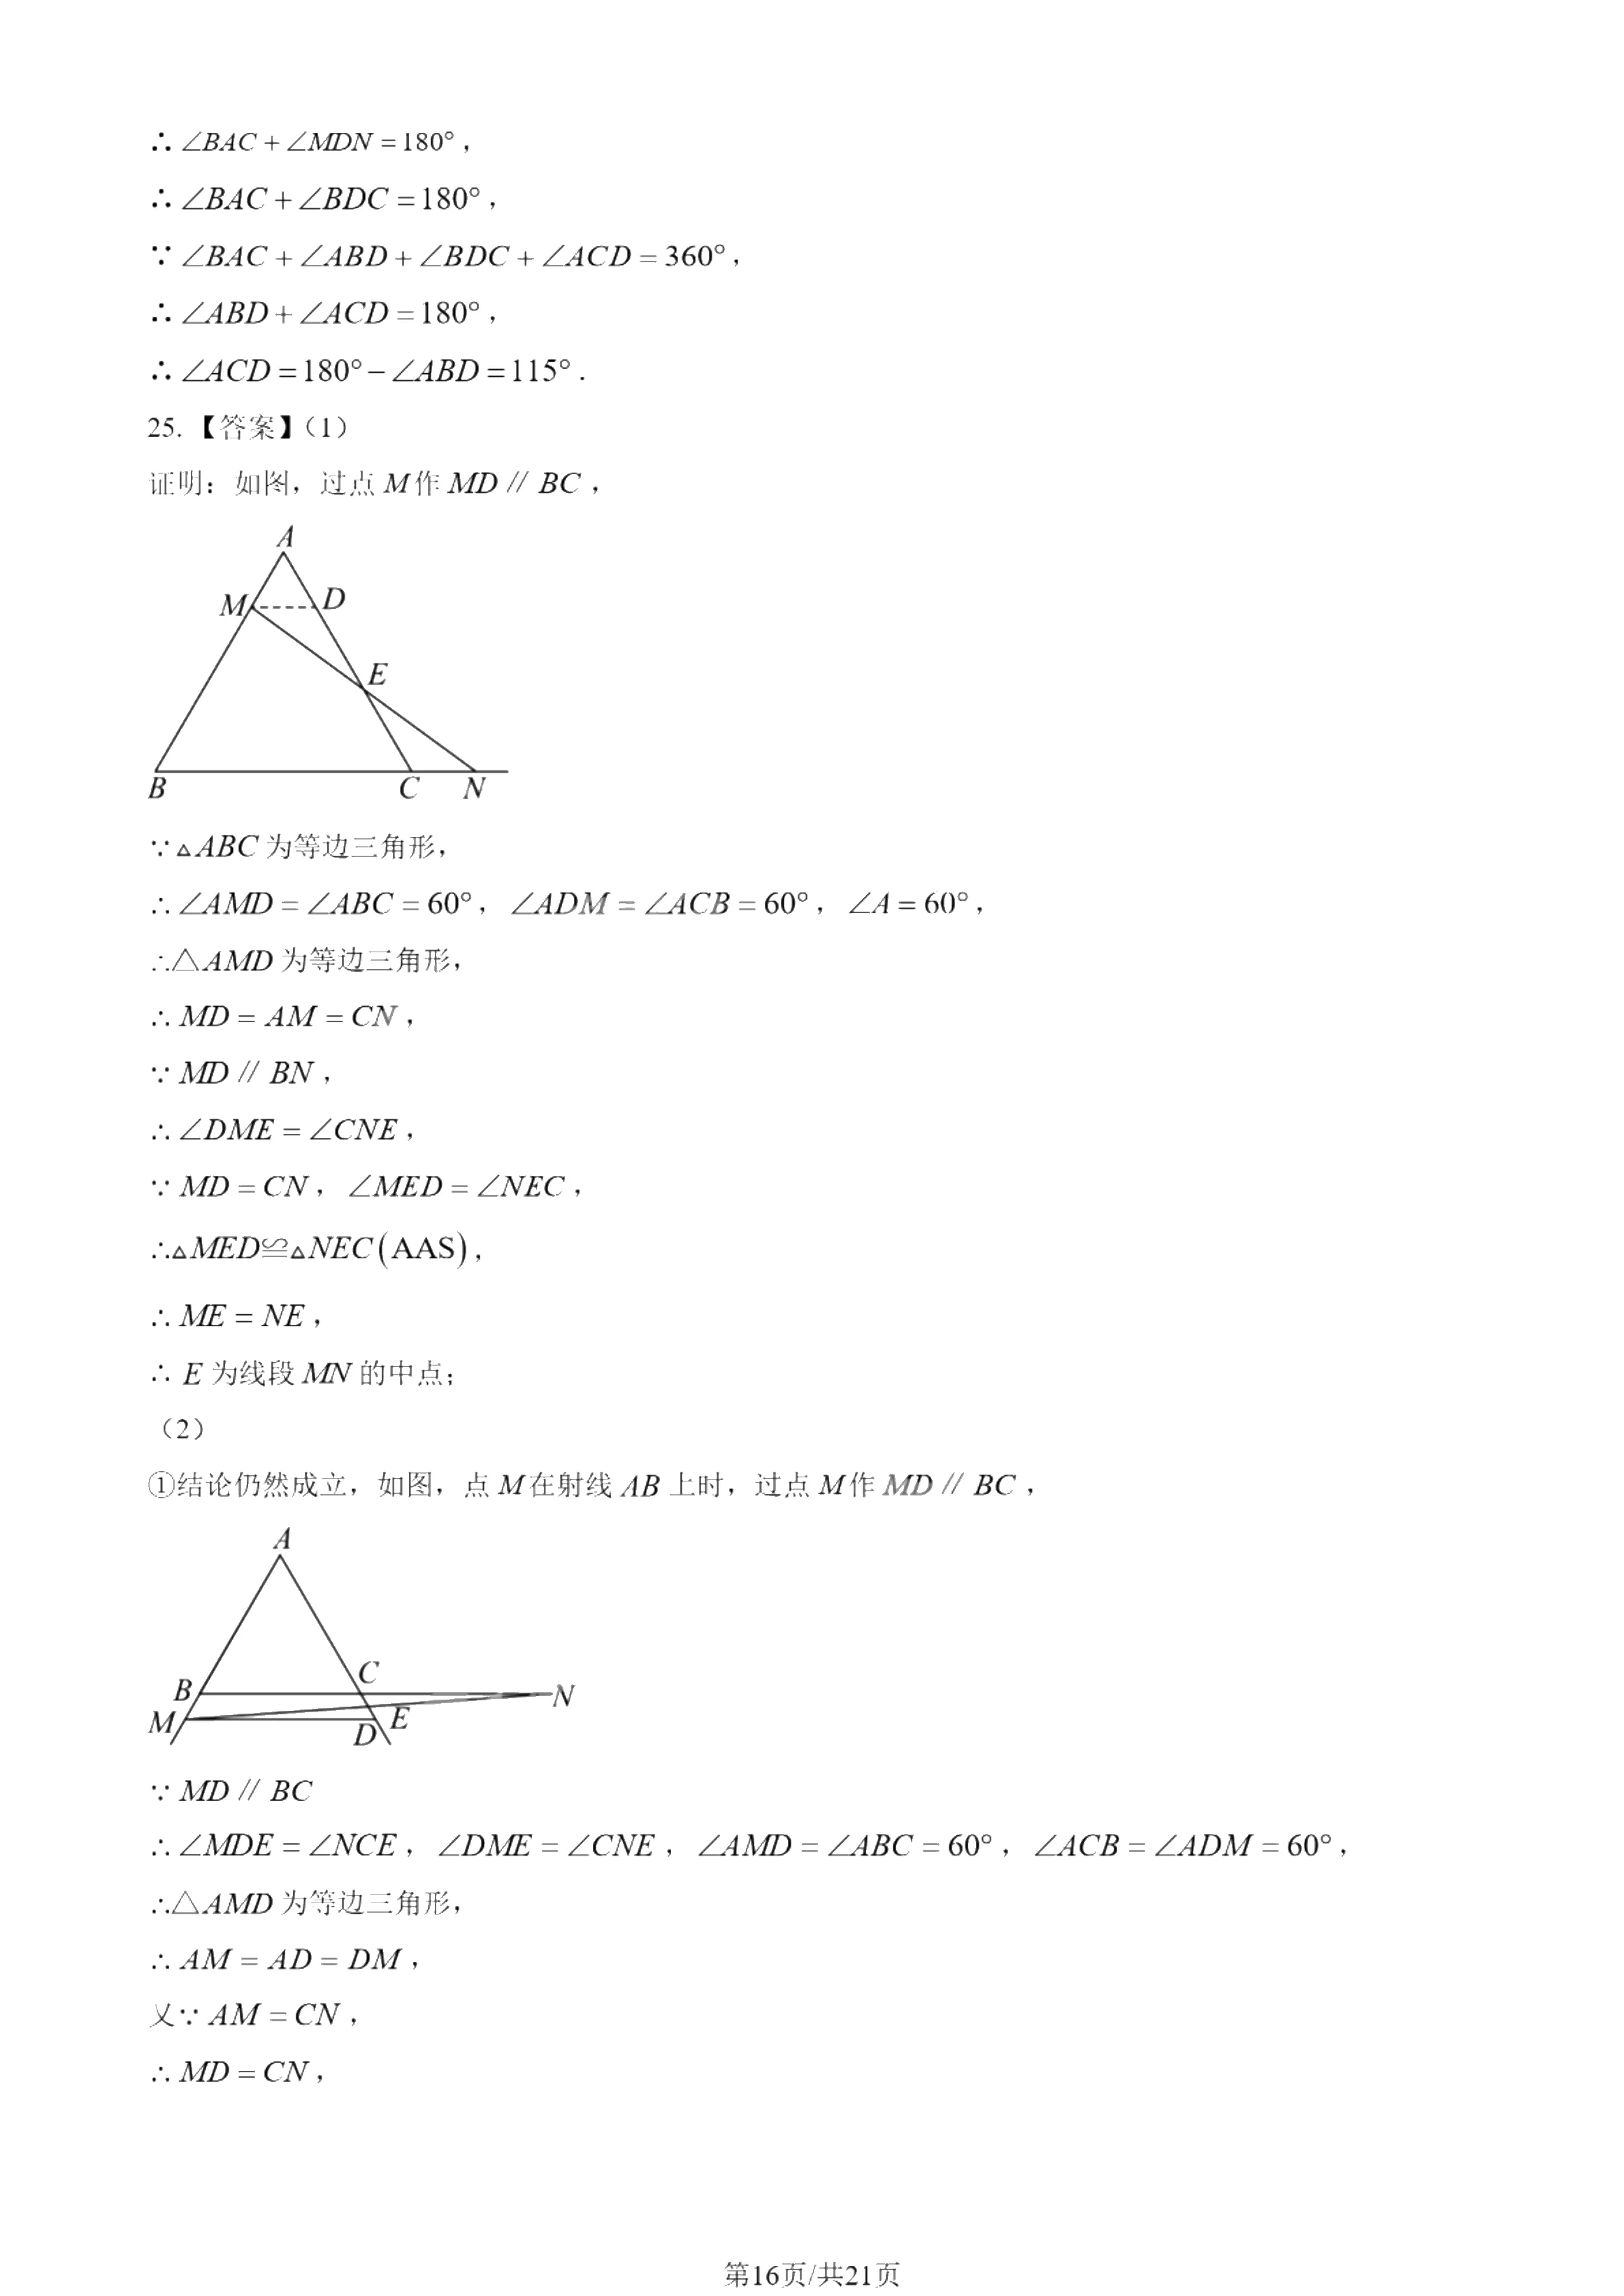 ∴ ∠BAC + ∠MDN = 180°，
∴ ∠BAC + ∠BDC = 180°，
∵ ∠BAC + ∠ABD + ∠BDC + ∠ACD = 360°，
∴ ∠ABD + ∠ACD = 180°，
∴ ∠ACD = 180° − ∠ABD = 115°．
25. 【答案】（1）
证明：如图，过点 M 作 MD // BC，
A
M
D
E
B
C
N
∵ △ABC 为等边三角形，
∴ ∠AMD = ∠ABC = 60°，∠ADM = ∠ACB = 60°，∠A = 60°，
∴△AMD 为等边三角形，
∴ MD = AM = CN，
∵ MD // BN，
∴ ∠DME = ∠CNE，
∵ MD = CN，∠MED = ∠NEC，
∴△MED≌△NEC(AAS)，
∴ ME = NE，
∴ E 为线段 MN 的中点；
（2）
①结论仍然成立，如图，点 M 在射线 AB 上时，过点 M 作 MD // BC，
A
C
B
N
M
E
D
∵ MD // BC
∴ ∠MDE = ∠NCE，∠DME = ∠CNE，∠AMD = ∠ABC = 60°，∠ACB = ∠ADM = 60°，
∴△AMD 为等边三角形，
∴ AM = AD = DM，
又∵ AM = CN，
∴ MD = CN，
第16页/共21页